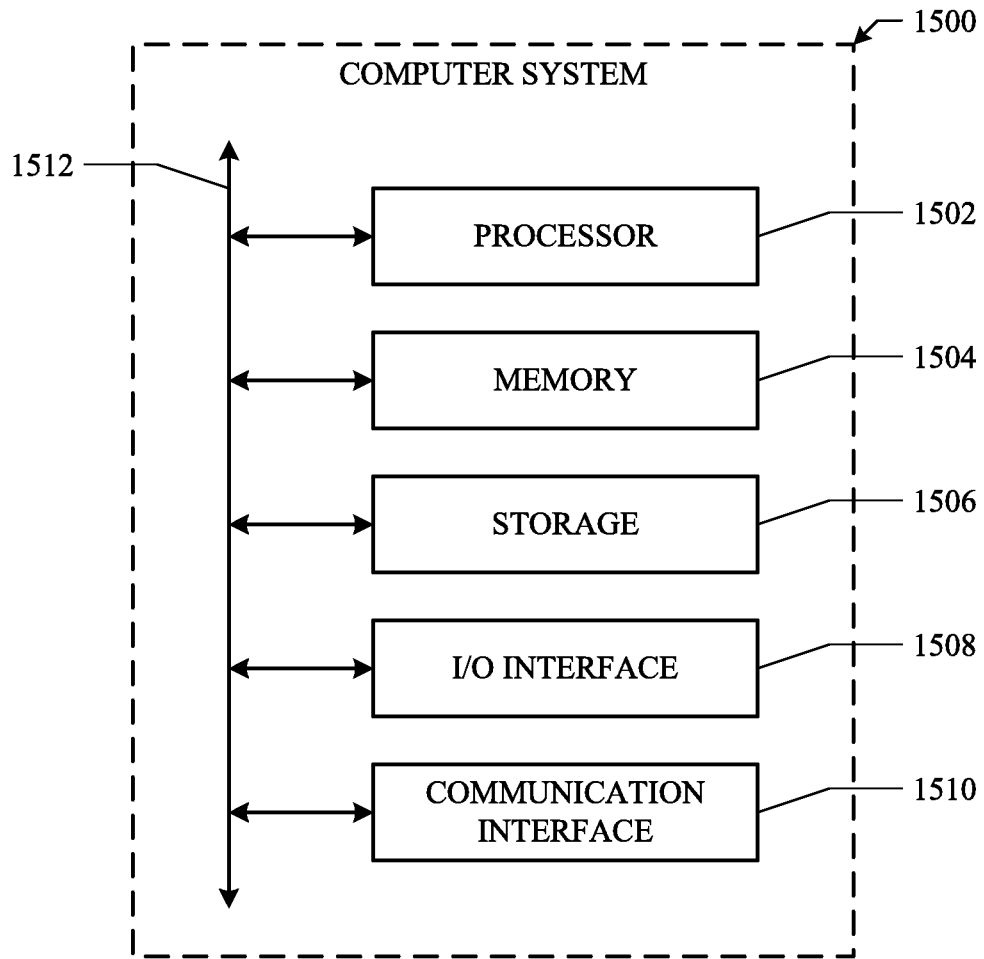 1500
COMPUTER SYSTEM
1512
PROCESSOR
1502
MEMORY
1504
STORAGE
1506
I/O INTERFACE
1508
COMMUNICATION
INTERFACE
1510